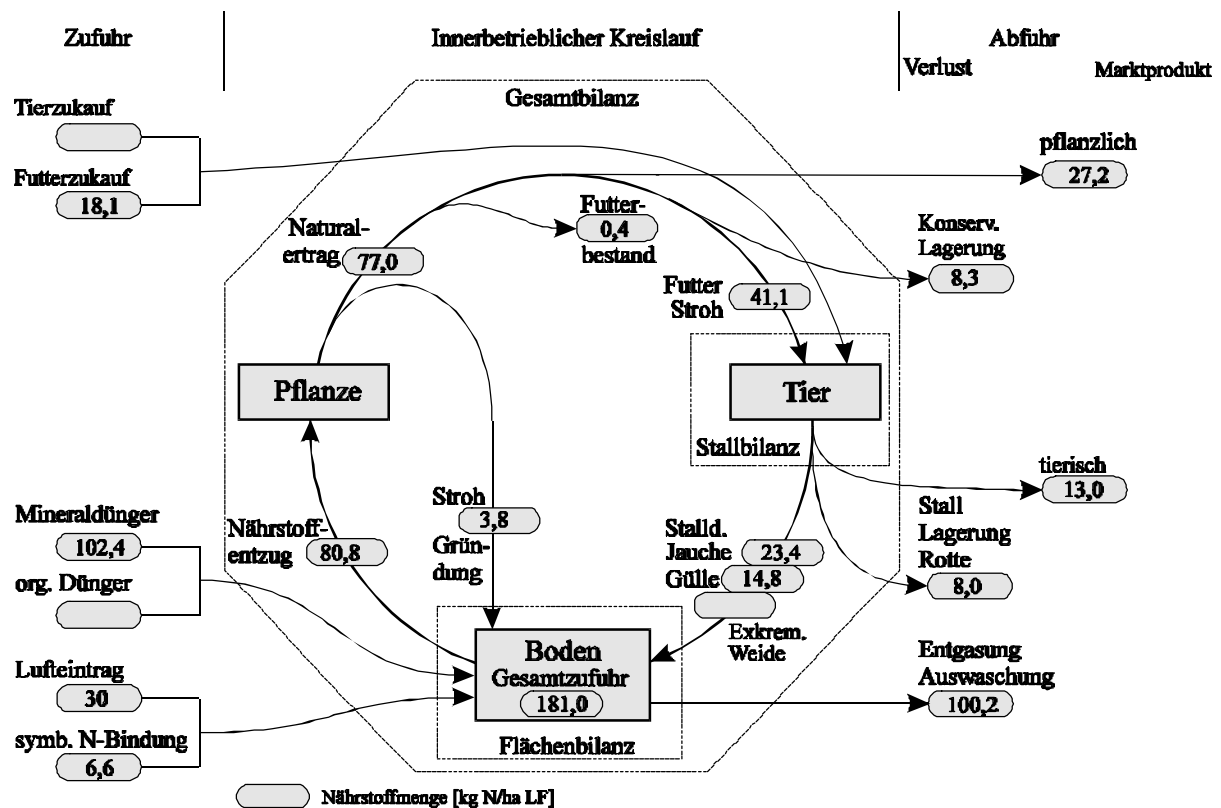 Zufuhr
Innerbetrieblicher Kreislauf
Abfuhr
Verlust
Marktprodukt
Gesamtbilanz
Tierzukauf
Futterzukauf
18,1
pflanzlich
27,2
Natural-
ertrag
77,0
Futter-
0,4
bestand
Konserv.
Lagerung
8,3
Futter
Stroh
41,1
Pflanze
Tier
Stallbilanz
tierisch
13,0
Mineraldünger
102,4
org. Dünger
Nährstoff-
entzug
80,8
Stroh
3,8
Grün-
dung
Stalld.
Jauche
23,4
Gülle
14,8
Exkrem.
Weide
Stall
Lagerung
Rotte
8,0
Lufteintrag
30
symb. N-Bindung
6,6
Boden
Gesamtzufuhr
181,0
Flächenbilanz
Entgasung
Auswaschung
100,2
Nährstoffmenge [kg N/ha LF]